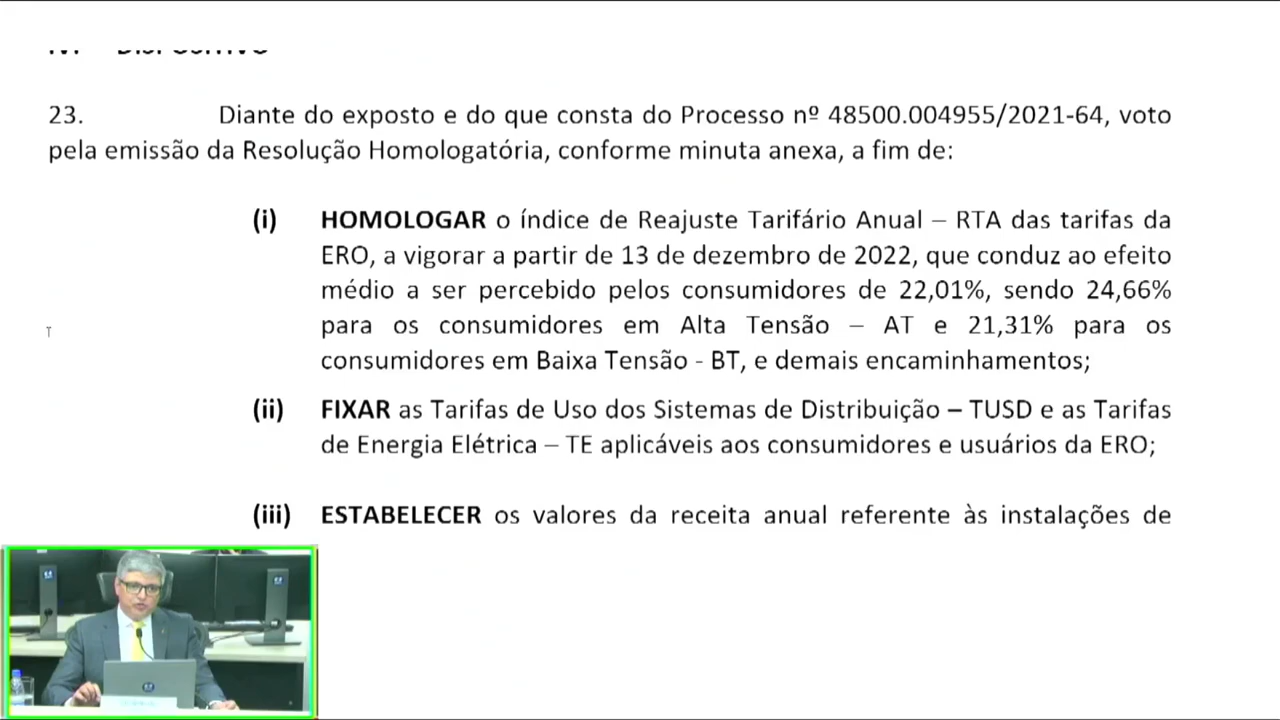 IV. DISPOSITIVO
23. Diante do exposto e do que consta do Processo nº 48500.004955/2021-64, voto
pela emissão da Resolução Homologatória, conforme minuta anexa, a fim de:
(i) HOMOLOGAR o índice de Reajuste Tarifário Anual – RTA das tarifas da
ERO, a vigorar a partir de 13 de dezembro de 2022, que conduz ao efeito
médio a ser percebido pelos consumidores de 22,01%, sendo 24,66%
para os consumidores em Alta Tensão – AT e 21,31% para os
consumidores em Baixa Tensão - BT, e demais encaminhamentos;
(ii) FIXAR as Tarifas de Uso dos Sistemas de Distribuição – TUSD e as Tarifas
de Energia Elétrica – TE aplicáveis aos consumidores e usuários da ERO;
(iii) ESTABELECER os valores da receita anual referente às instalações de